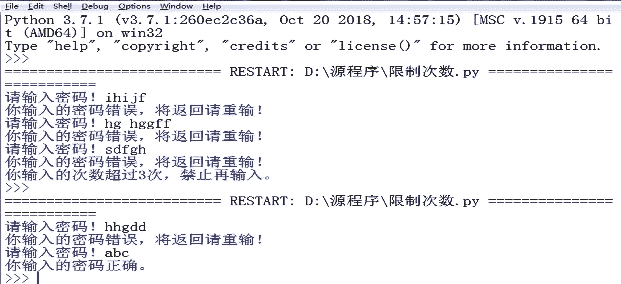 File Edit Shell Debug Options Window Help
Python 3.7.1 (v3.7.1:260ec2c36a, Oct 20 2018, 14:57:15) [MSC v.1915 64 bi
t (AMD64)] on win32
Type "help", "copyright", "credits" or "license()" for more information.
>>>
========================== RESTART: D:\源程序\限制次数.py ===============
===========
请输入密码！ihijf
你输入的密码错误，将返回请重输！
请输入密码！hg hggff
你输入的密码错误，将返回请重输！
请输入密码！sdfgh
你输入的密码错误，将返回请重输！
你输入的次数超过3次，禁止再输入。
>>>
========================== RESTART: D:\源程序\限制次数.py ===============
===========
请输入密码！hhgdd
你输入的密码错误，将返回请重输！
请输入密码！abc
你输入的密码正确。
>>>